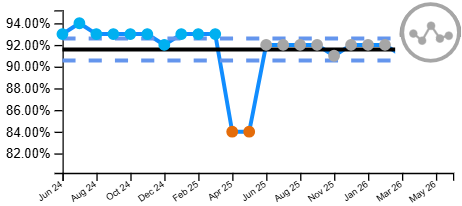 94.00%
92.00%
90.00%
88.00%
86.00%
84.00%
82.00%
Jun 24
Aug 24
Oct 24
Dec 24
Feb 25
Apr 25
Jun 25
Aug 25
Nov 25
Jan 26
Mar 26
May 26